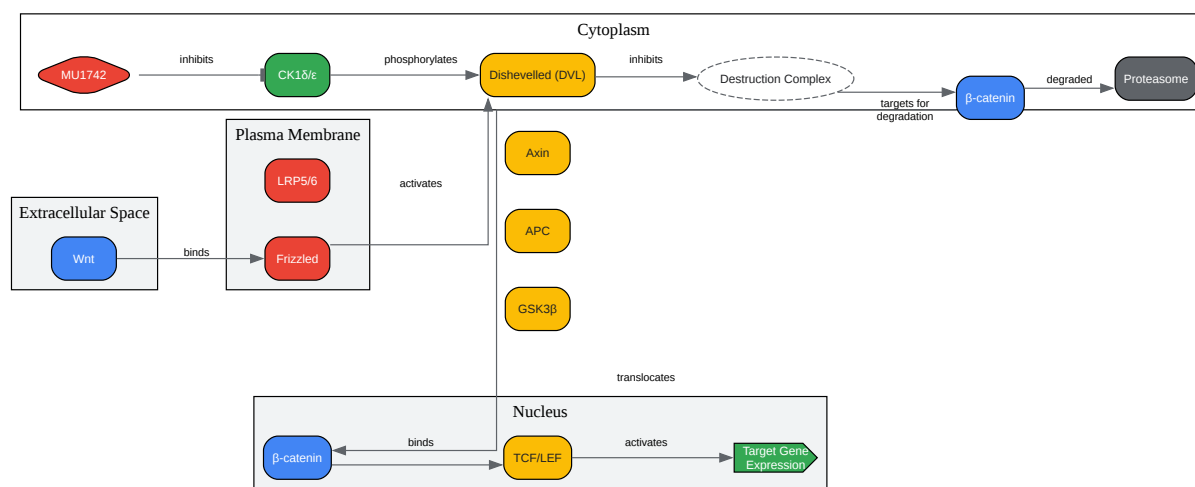 Cytoplasm
MU1742
inhibits
CK1δ/ε
phosphorylates
Dishevelled (DVL)
inhibits
Destruction Complex
targets for
degradation
β-catenin
degraded
Proteasome
Plasma Membrane
LRP5/6
Frizzled
activates
Axin
APC
GSK3β
Extracellular Space
Wnt
binds
translocates
Nucleus
β-catenin
binds
TCF/LEF
activates
Target Gene
Expression